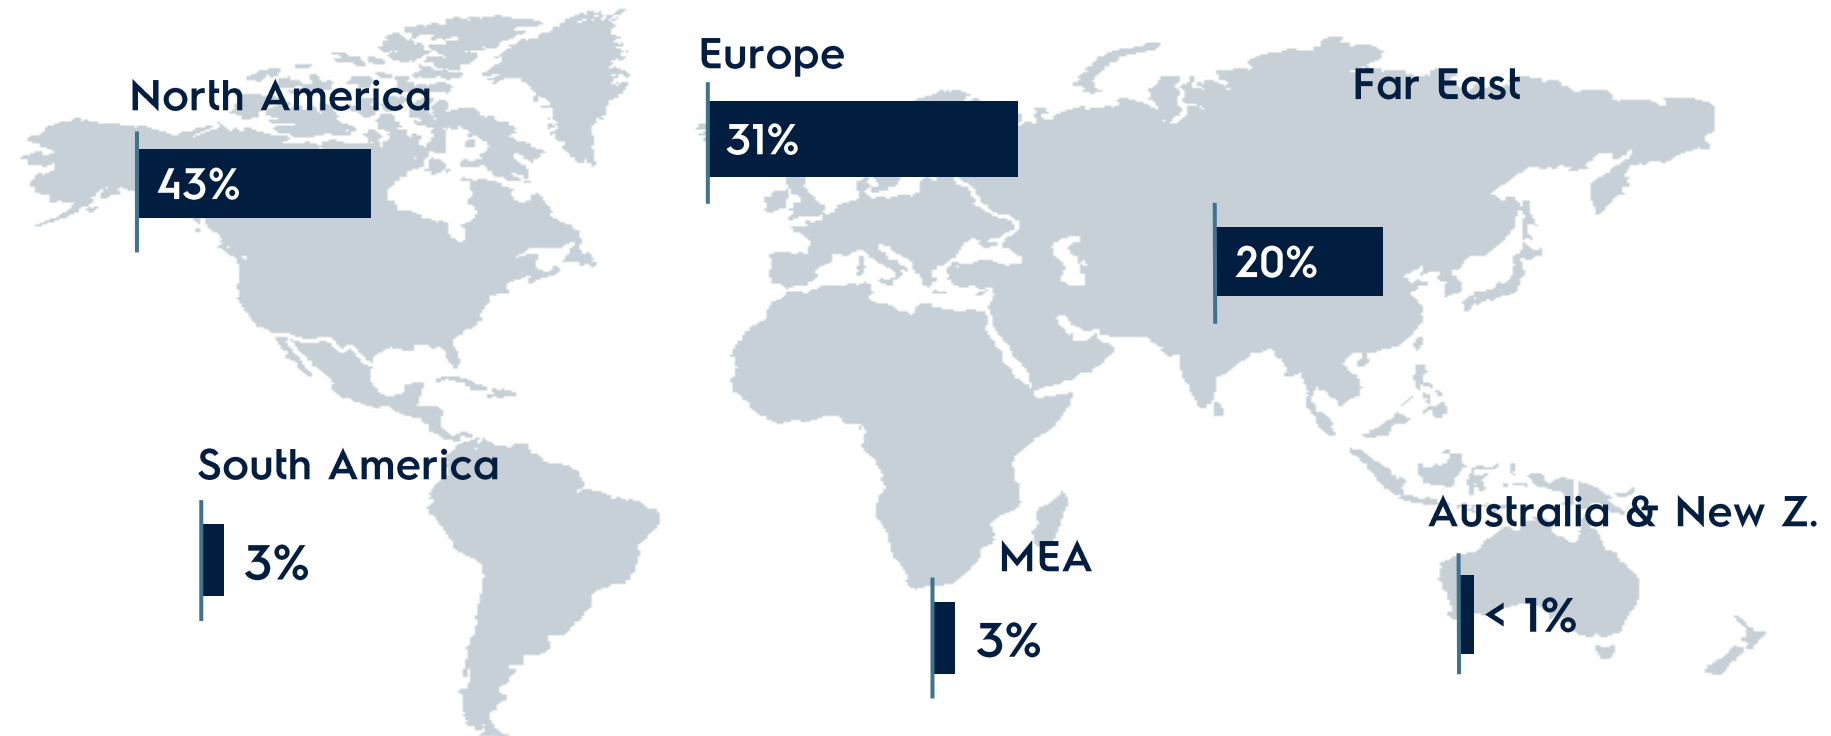 North America
43%
Europe
31%
Far East
20%
South America
3%
MEA
3%
Australia & New Z.
< 1%